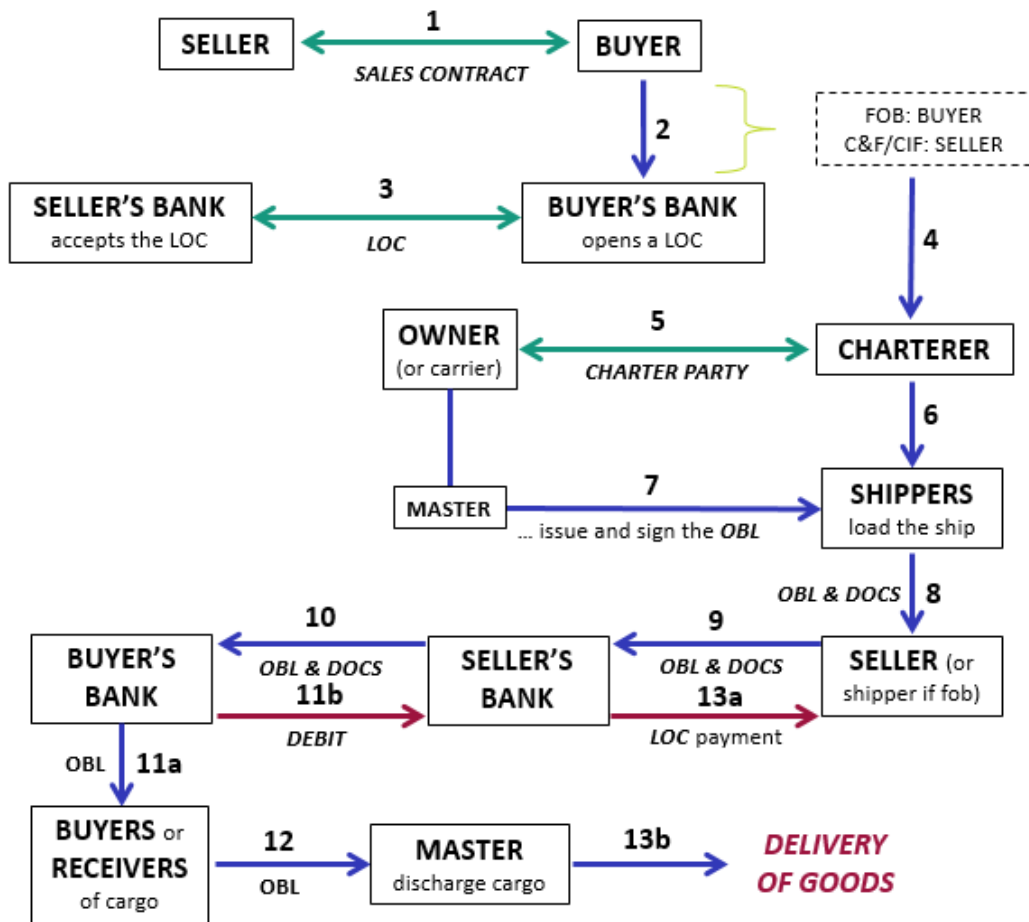 1
SELLER
BUYER
SALES CONTRACT
FOB: BUYER
C&F/CIF: SELLER
2
3
SELLER’S BANK
accepts the LOC
BUYER’S BANK
opens a LOC
LOC
4
5
OWNER
(or carrier)
CHARTERER
CHARTER PARTY
6
7
MASTER
SHIPPERS
load the ship
... issue and sign the OBL
OBL & DOCS 8
10
9
BUYER’S
BANK
OBL & DOCS
SELLER’S
BANK
OBL & DOCS
SELLER (or
shipper if fob)
11b
13a
DEBIT
LOC payment
OBL 11a
BUYERS or
RECEIVERS
of cargo
12
OBL
MASTER
discharge cargo
13b
DELIVERY
OF GOODS